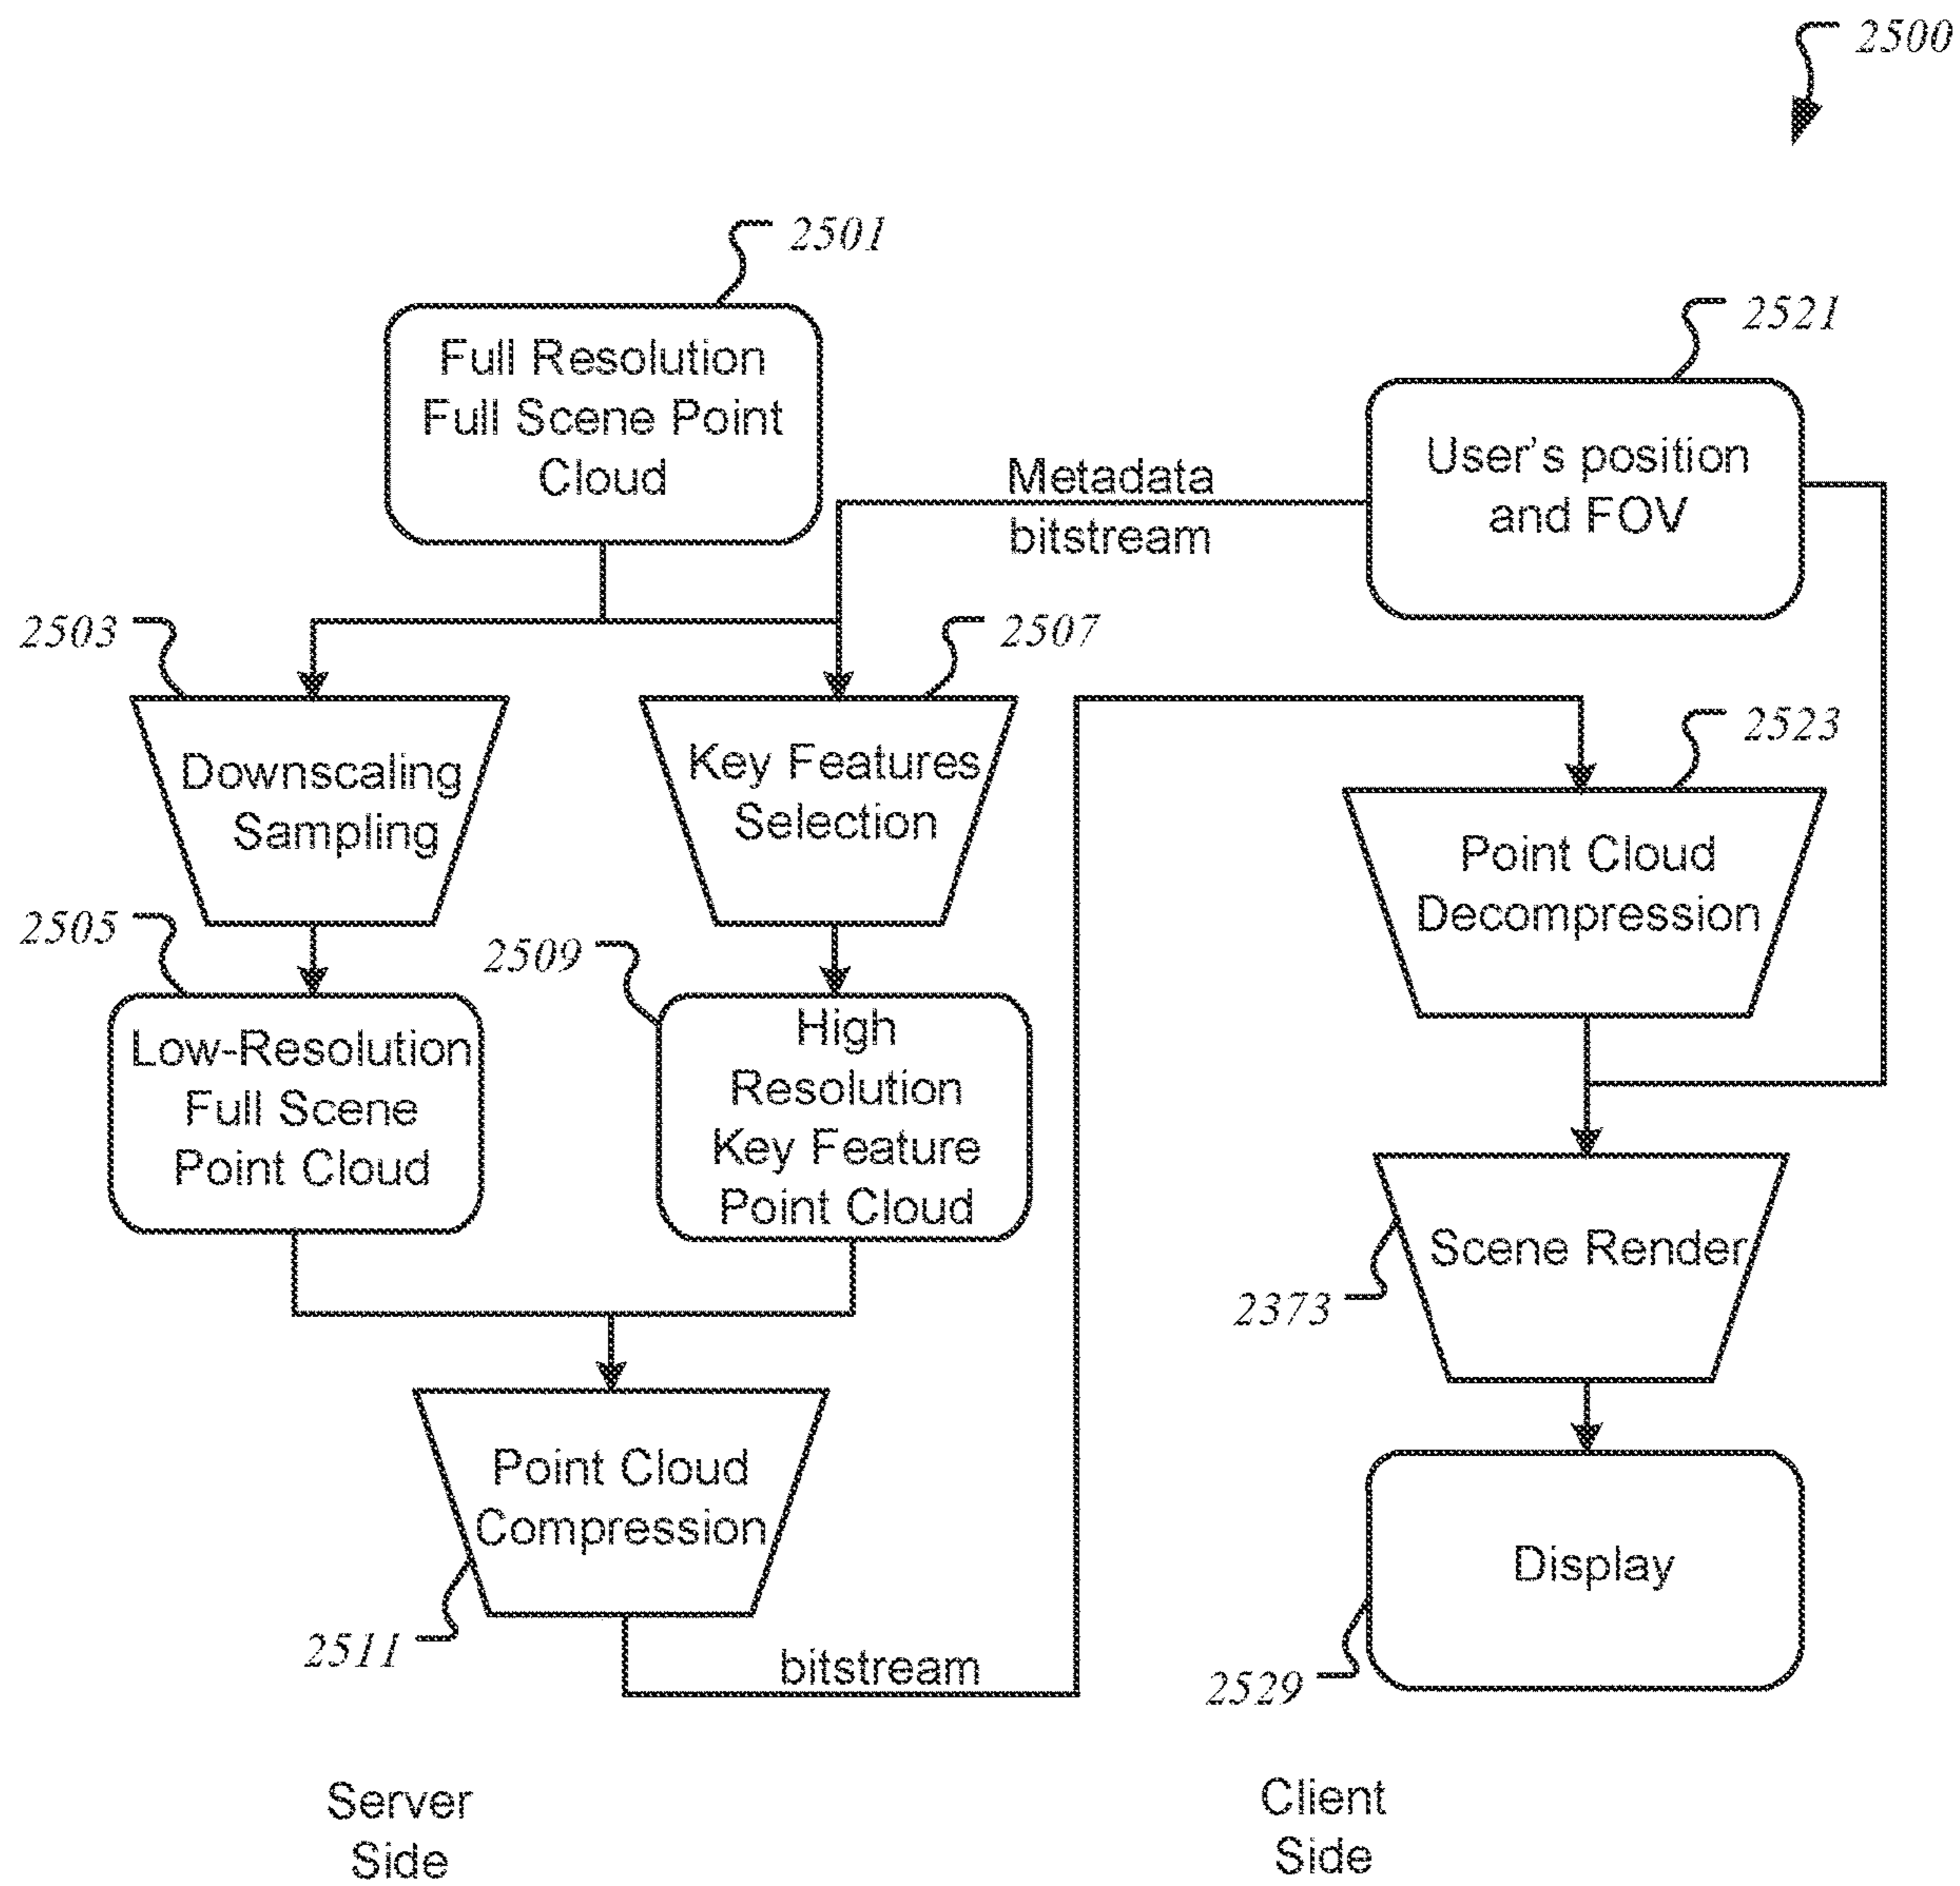 2500
2501
Full Resolution
Full Scene Point
Cloud
2521
User's position
and FOV
Metadata
bitstream
2503
2507
Downscaling
Sampling
Key Features
Selection
2523
Point Cloud
Decompression
2505
2509
Low-Resolution
Full Scene
Point Cloud
High
Resolution
Key Feature
Point Cloud
Scene Render
2373
Point Cloud
Compression
2511
bitstream
Display
2529
Server
Side
Client
Side